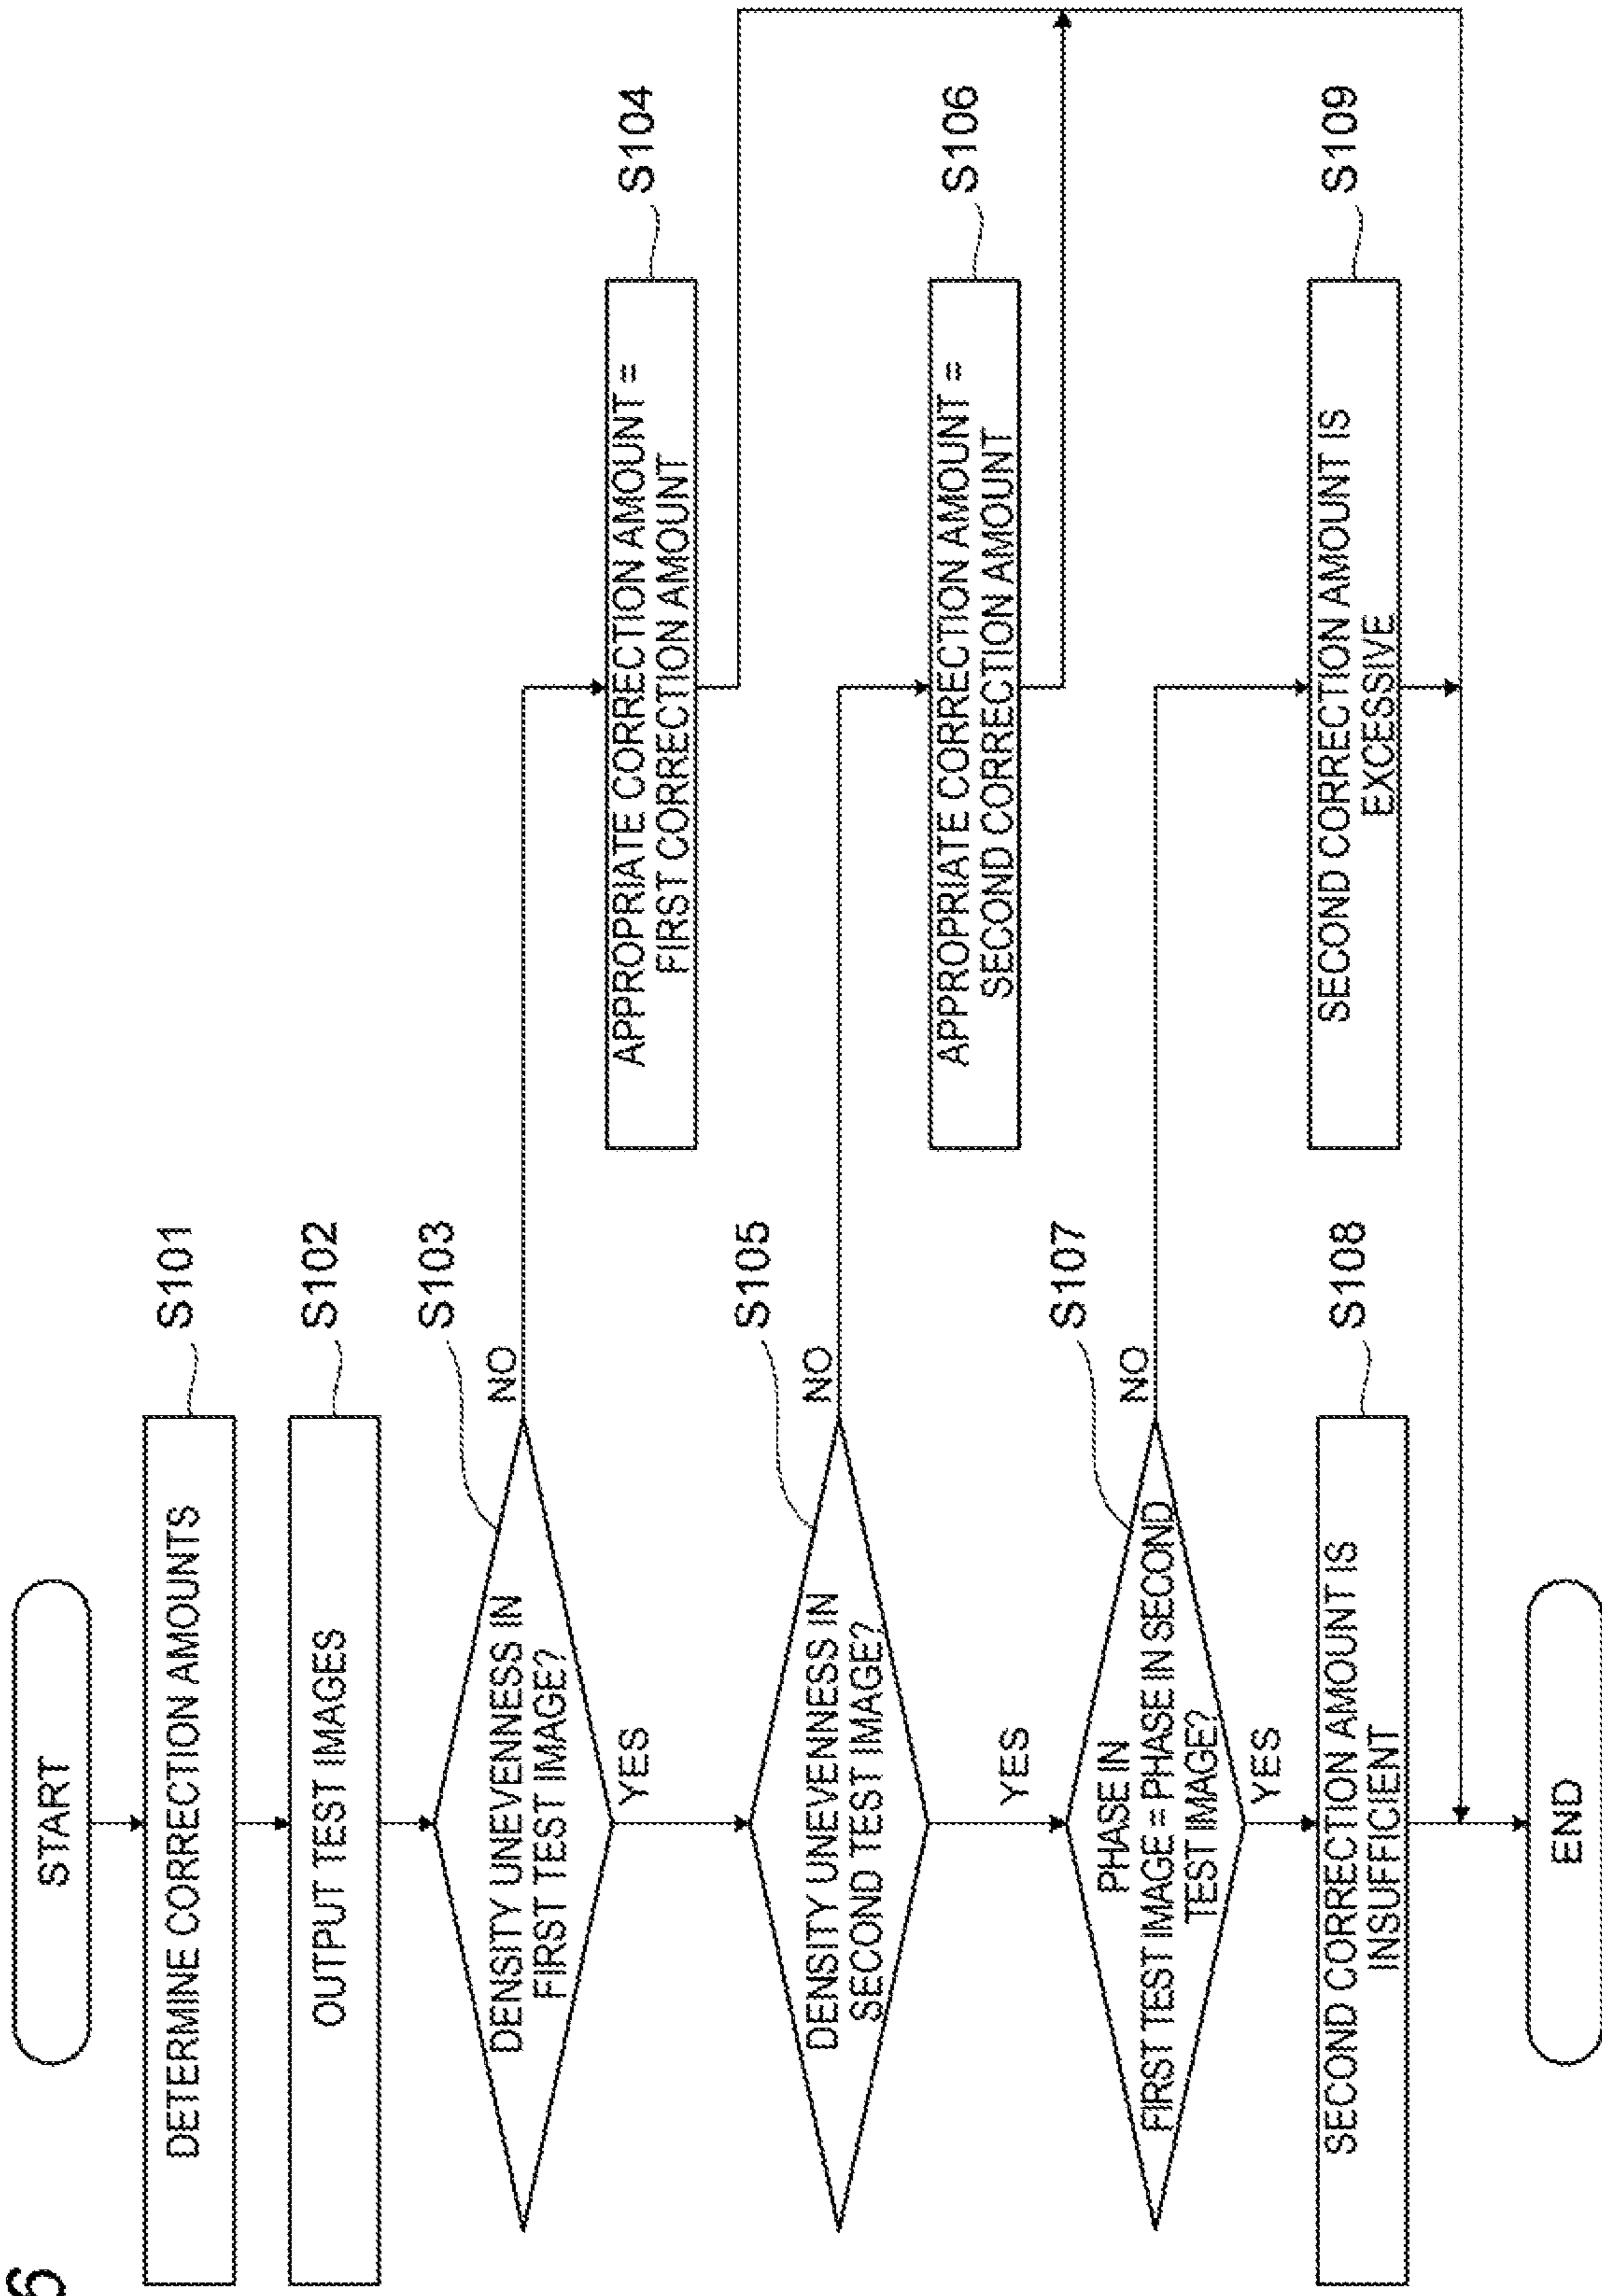 6
START
DETERMINE CORRECTION AMOUNTS
S101
OUTPUT TEST IMAGES
S102
DENSITY UNEVENNESS IN
FIRST TEST IMAGE?
S103
NO
YES
APPROPRIATE CORRECTION AMOUNT =
FIRST CORRECTION AMOUNT
S104
DENSITY UNEVENNESS IN
SECOND TEST IMAGE?
S105
NO
YES
APPROPRIATE CORRECTION AMOUNT =
SECOND CORRECTION AMOUNT
S106
PHASE IN
FIRST TEST IMAGE = PHASE IN SECOND
TEST IMAGE?
S107
NO
YES
SECOND CORRECTION AMOUNT IS
INSUFFICIENT
S108
SECOND CORRECTION AMOUNT IS
EXCESSIVE
S109
END